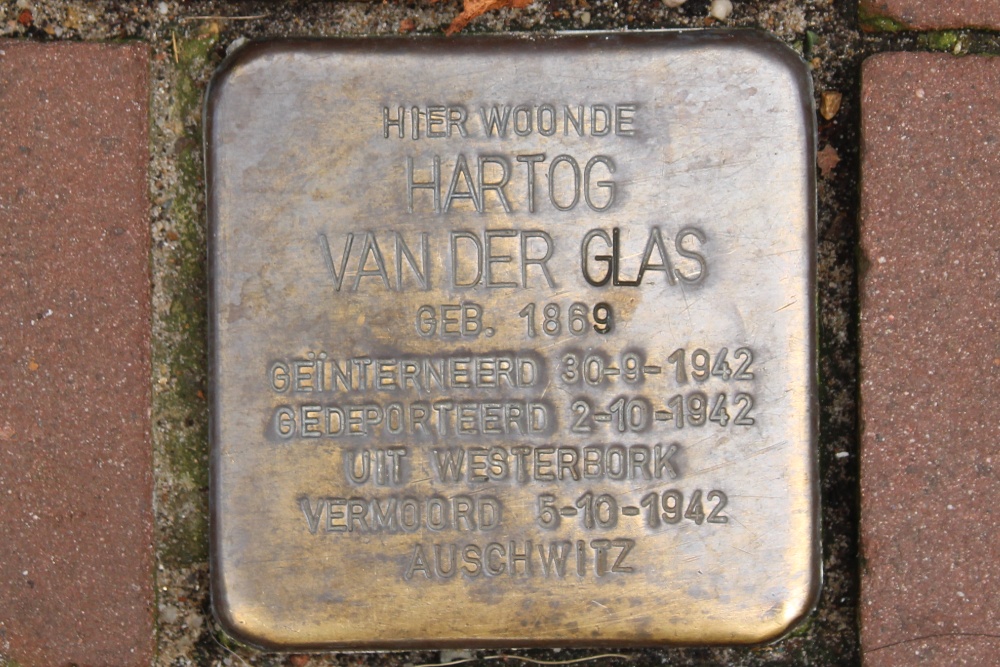 HIER WOONDE
HARTOG
VAN DER GLAS
GEB. 1869
GEÏNTERNEERD 30-9-1942
GEDEPORTEERD 2-10-1942
UIT WESTERBORK
VERMOORD 5-10-1942
AUSCHWITZ